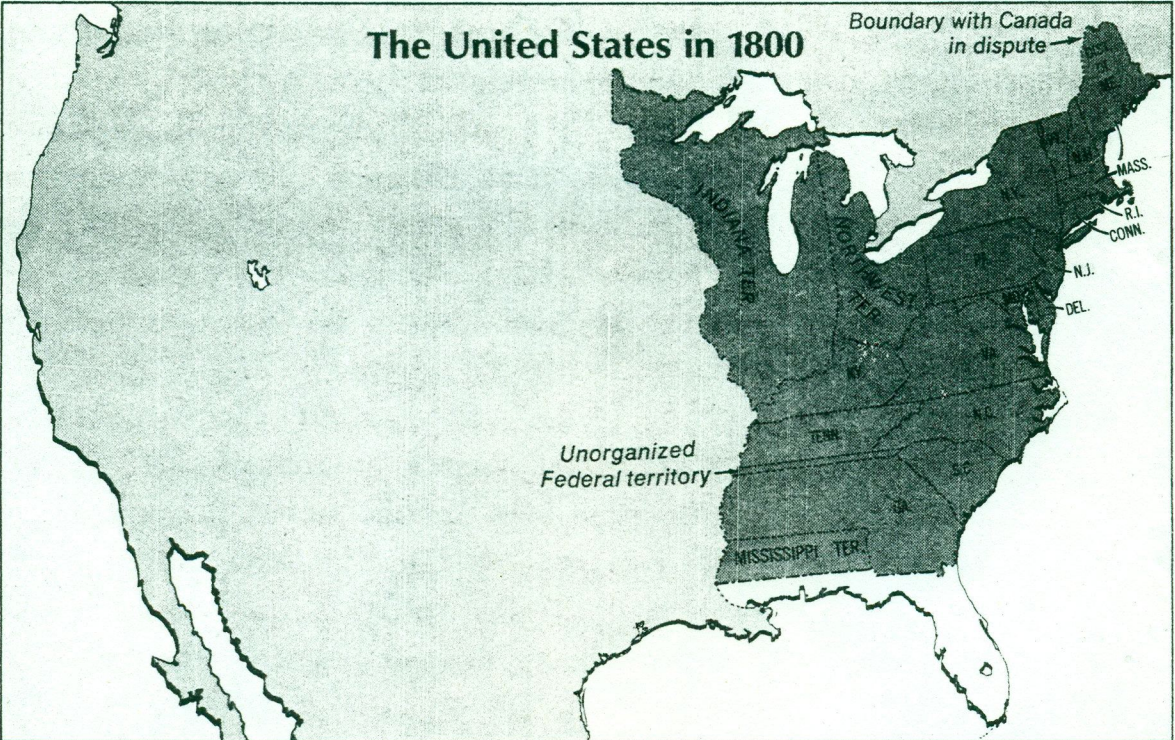 The United States in 1800
Boundary with Canada
in dispute
MASS.
R.I.
CONN.
N.J.
DEL.
N.Y.
PA.
VA.
N.C.
S.C.
GA.
KY.
TENN.
INDIANA TER.
NORTHWEST
TER.
Unorganized
Federal territory
MISSISSIPPI TER.